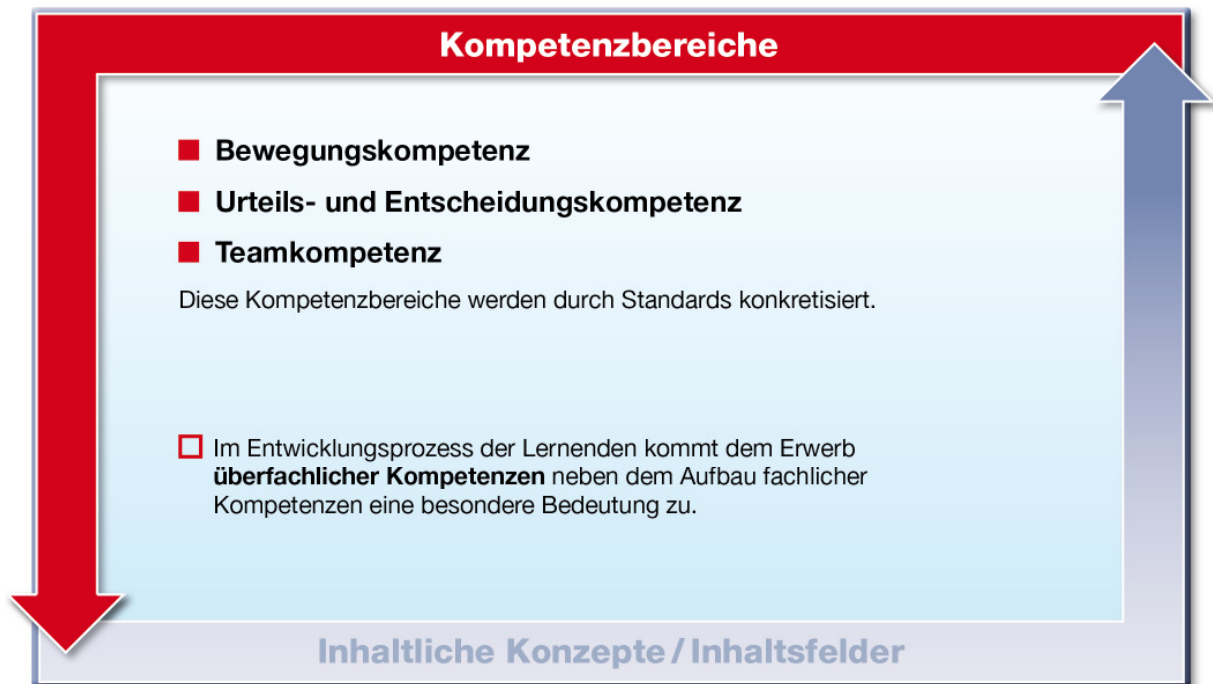 Kompetenzbereiche
Bewegungskompetenz
Urteils- und Entscheidungskompetenz
Teamkompetenz
Diese Kompetenzbereiche werden durch Standards konkretisiert.
Im Entwicklungsprozess der Lernenden kommt dem Erwerb
überfachlicher Kompetenzen neben dem Aufbau fachlicher
Kompetenzen eine besondere Bedeutung zu.
Inhaltliche Konzepte / Inhaltsfelder